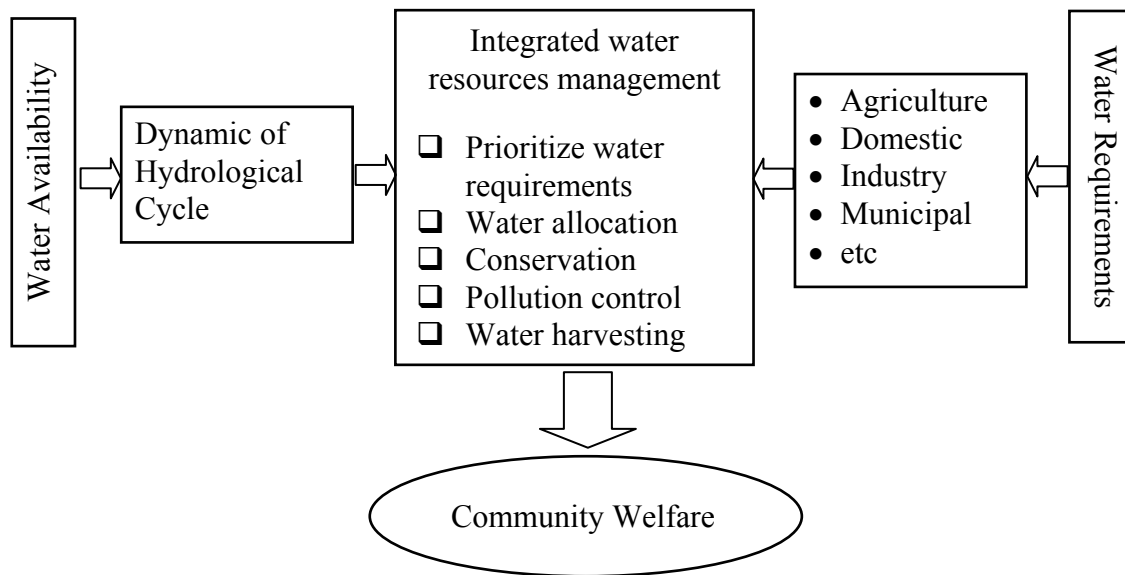 Water Availability
Dynamic of
Hydrological
Cycle
Integrated water
resources management
❑ Prioritize water
requirements
❑ Water allocation
❑ Conservation
❑ Pollution control
❑ Water harvesting
• Agriculture
• Domestic
• Industry
• Municipal
• etc
Water Requirements
Community Welfare